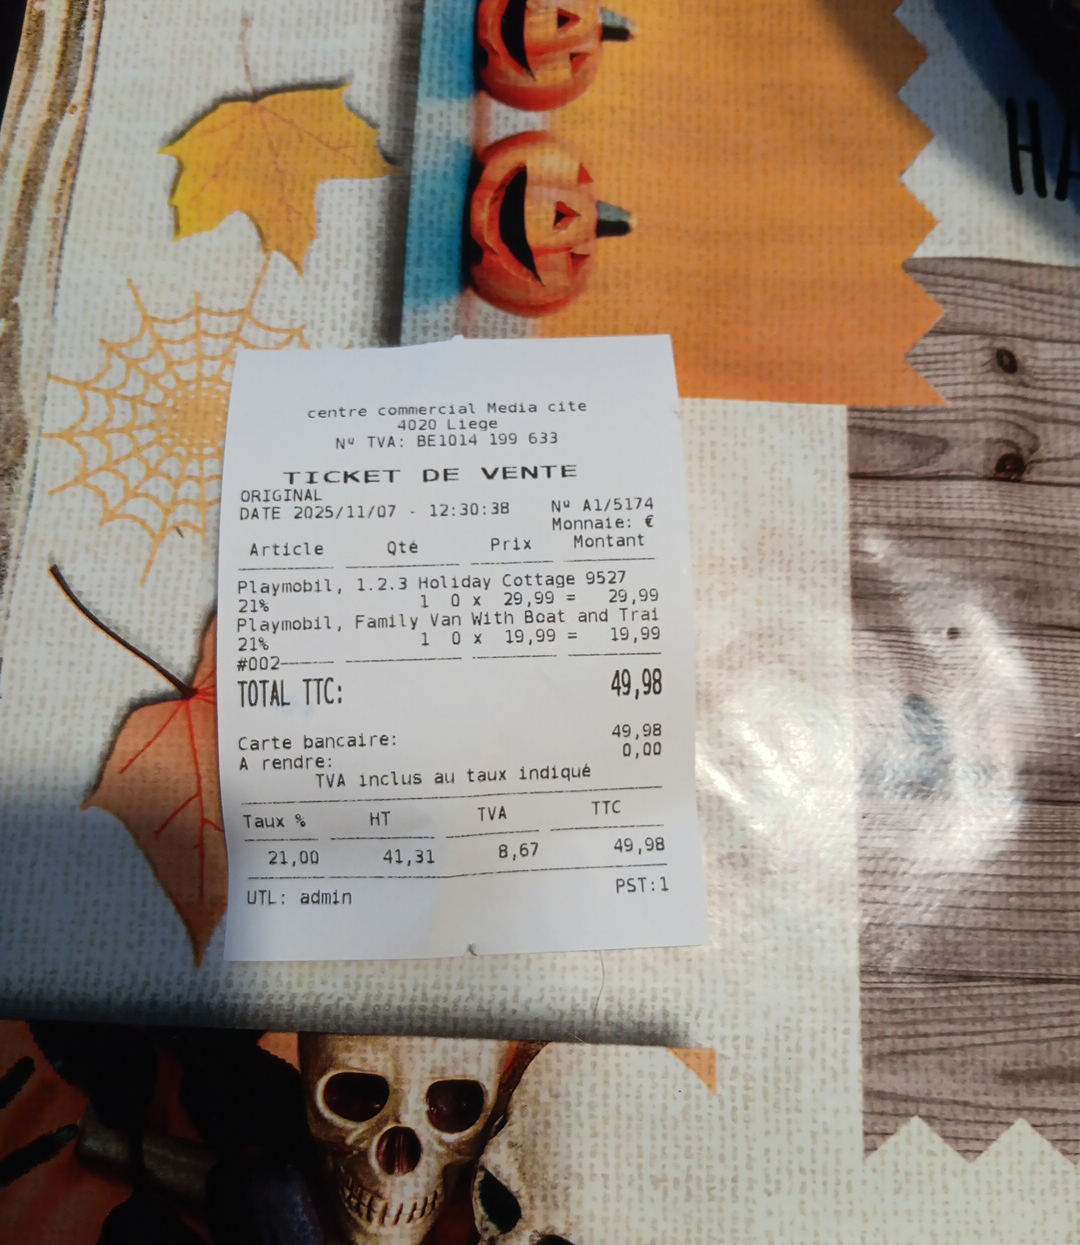 HA
centre commercial Media cite
4020 Liege
Nº TVA: BE1014 199 633
TICKET DE VENTE
ORIGINAL
DATE 2025/11/07 - 12:30:38 Nº A1/5174
Monnaie: €
Article Qté Prix Montant
Playmobil, 1.2.3 Holiday Cottage 9527
21% 1 0 x 29,99 = 29,99
Playmobil, Family Van With Boat and Trai
21% 1 0 x 19,99 = 19,99
#002
TOTAL TTC: 49,98
Carte bancaire: 49,98
A rendre: 0,00
TVA inclus au taux indiqué
Taux % HT TVA TTC
21,00 41,31 8,67 49,98
UTL: admin PST:1